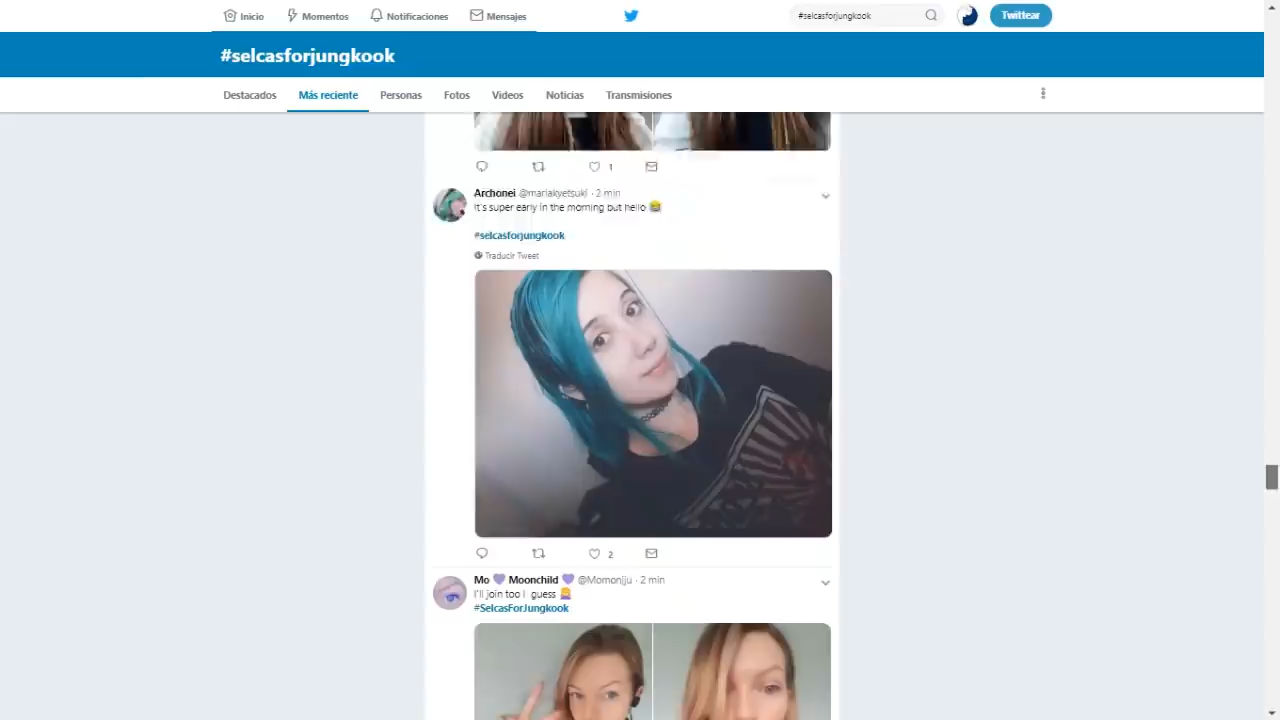 Inicio Momentos Notificaciones Mensajes #selcasforjungkook Twittear
#selcasforjungkook
Destacados Más reciente Personas Fotos Videos Noticias Transmisiones
1
Archonei @mariakyetsuki · 2 min
It's super early in the morning but hello 😂
#selcasforjungkook
Traducir Tweet
2
Mo 💜 Moonchild 💜 @Momonjju · 2 min
I'll join too I guess
#SelcasForJungkook